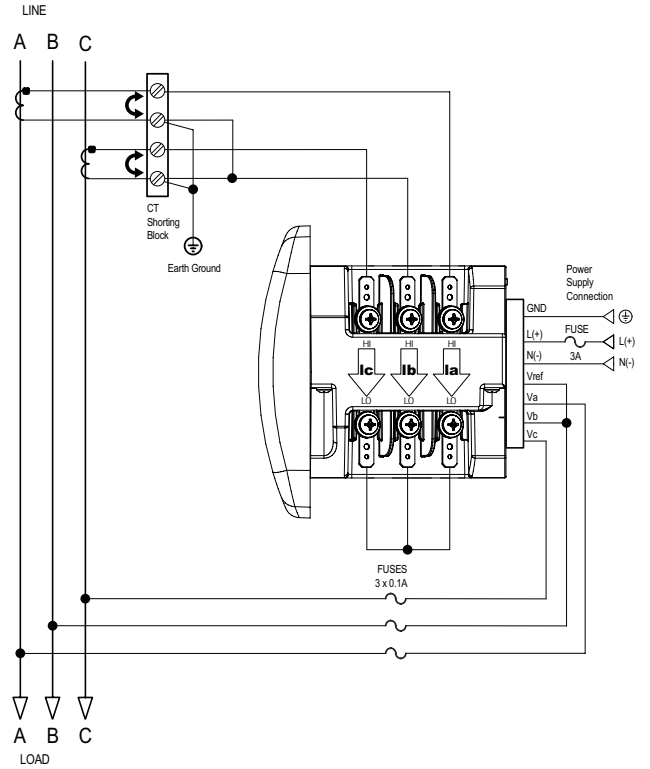 LINE
A B C
CT
Shorting
Block
Earth Ground
Power
Supply
Connection
GND
L(+) FUSE L(+)
N(-) 3A N(-)
Vref
Va
Vb
Vc
HI HI HI
Ic Ib Ia
LO LO LO
FUSES
3 x 0.1A
A B C
LOAD